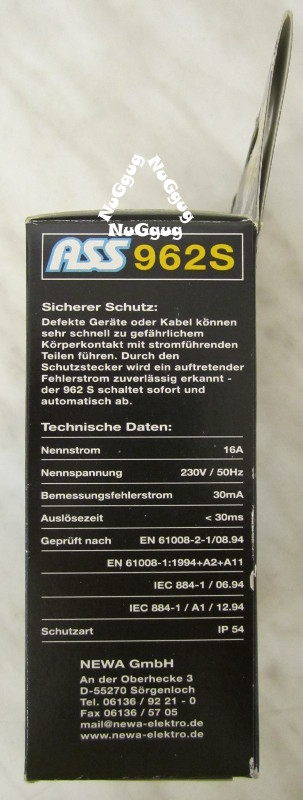 NuGgug
NuGgug
NuGgug
ASS 962S
Sicherer Schutz:
Defekte Geräte oder Kabel können
sehr schnell zu gefährlichem
Körperkontakt mit stromführenden
Teilen führen. Durch den
Schutzstecker wird ein auftretender
Fehlerstrom zuverlässig erkannt -
der 962 S schaltet sofort und
automatisch ab.
Technische Daten:
Nennstrom 16A
Nennspannung 230V / 50Hz
Bemessungsfehlerstrom 30mA
Auslösezeit < 30ms
Geprüft nach EN 61008-2-1/08.94
EN 61008-1:1994+A2+A11
IEC 884-1 / 06.94
IEC 884-1 / A1 / 12.94
Schutzart IP 54
NEWA GmbH
An der Oberhecke 3
D-55270 Sörgenloch
Tel. 06136 / 92 21 - 0
Fax 06136 / 57 05
mail@newa-elektro.de
www.newa-elektro.de